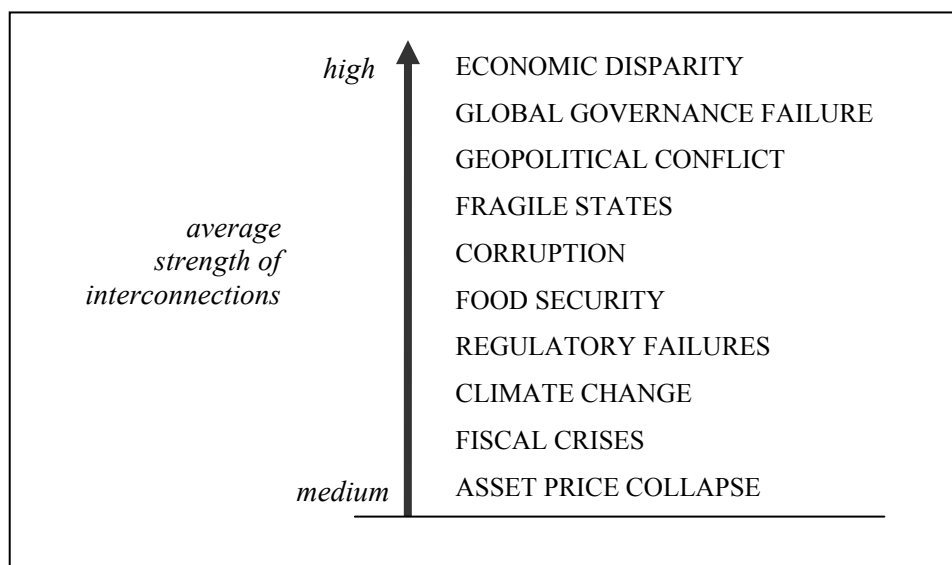 high
ECONOMIC DISPARITY
GLOBAL GOVERNANCE FAILURE
GEOPOLITICAL CONFLICT
FRAGILE STATES
average
strength of
interconnections
CORRUPTION
FOOD SECURITY
REGULATORY FAILURES
CLIMATE CHANGE
FISCAL CRISES
medium
ASSET PRICE COLLAPSE